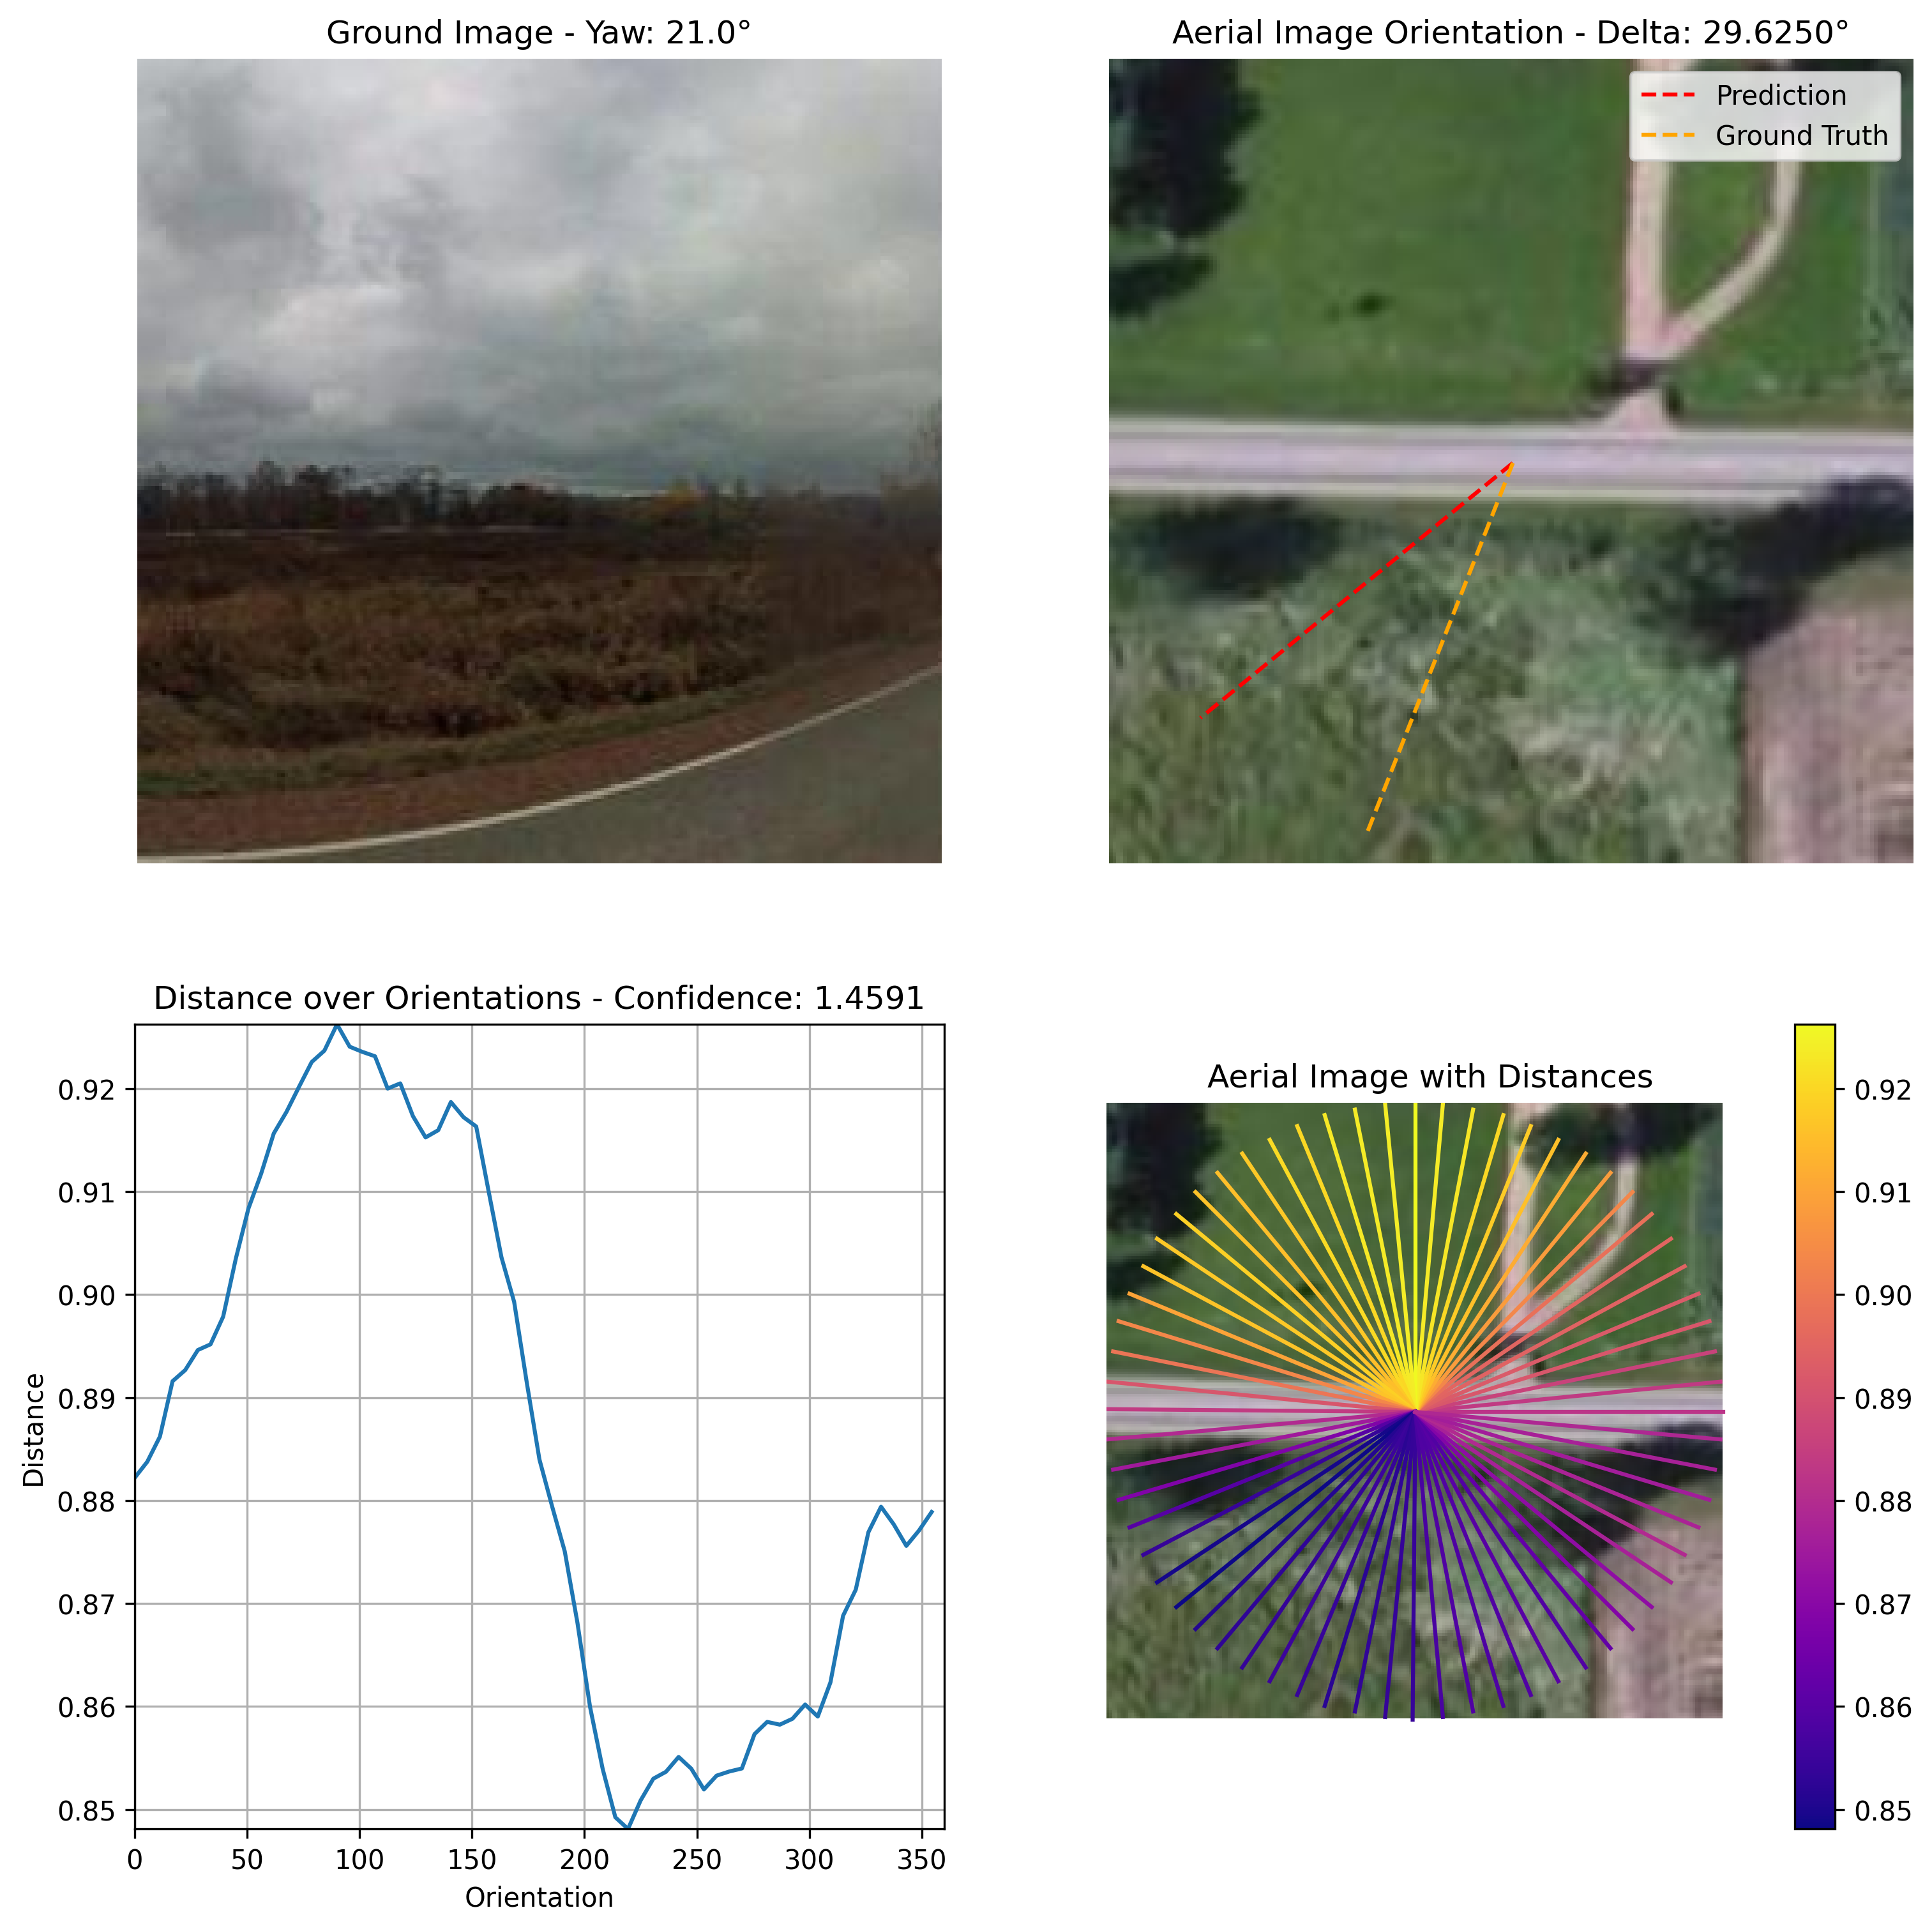 Ground Image - Yaw: 21.0°
Aerial Image Orientation - Delta: 29.6250°
Prediction
Ground Truth
Distance over Orientations - Confidence: 1.4591
0.92
0.91
0.90
0.89
0.88
0.87
0.86
0.85
Distance
0 50 100 150 200 250 300 350
Orientation
Aerial Image with Distances
0.92
0.91
0.90
0.89
0.88
0.87
0.86
0.85